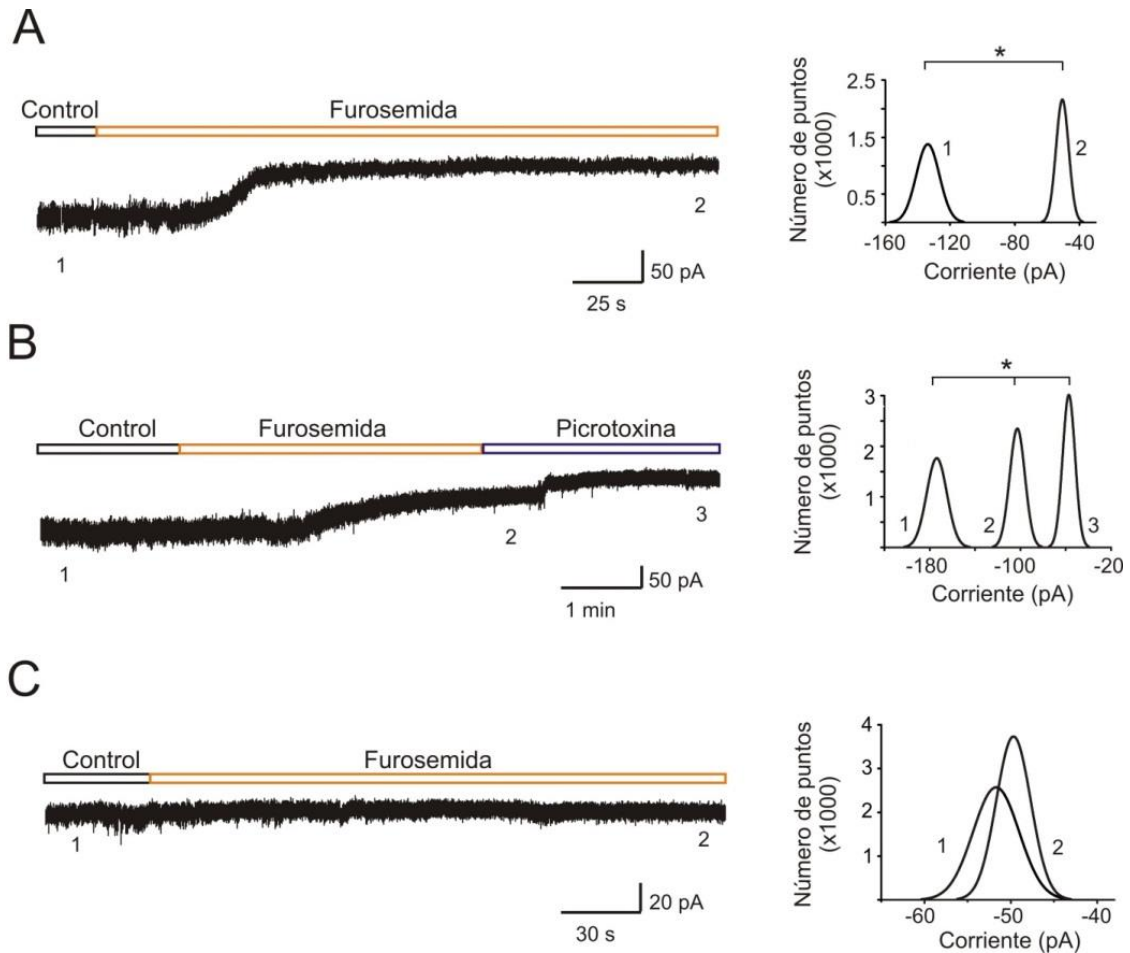 A
Control
Furosemida
1
2
50 pA
25 s
*
Número de puntos
(x1000)
2.5
1.5
0.5
1
2
-160
-120
-80
-40
Corriente (pA)
B
Control
Furosemida
Picrotoxina
1
2
3
50 pA
1 min
*
Número de puntos
(x1000)
3
2
1
1
2
3
-180
-100
-20
Corriente (pA)
C
Control
Furosemida
1
2
20 pA
30 s
Número de puntos
(x1000)
4
3
2
1
1
2
-60
-50
-40
Corriente (pA)